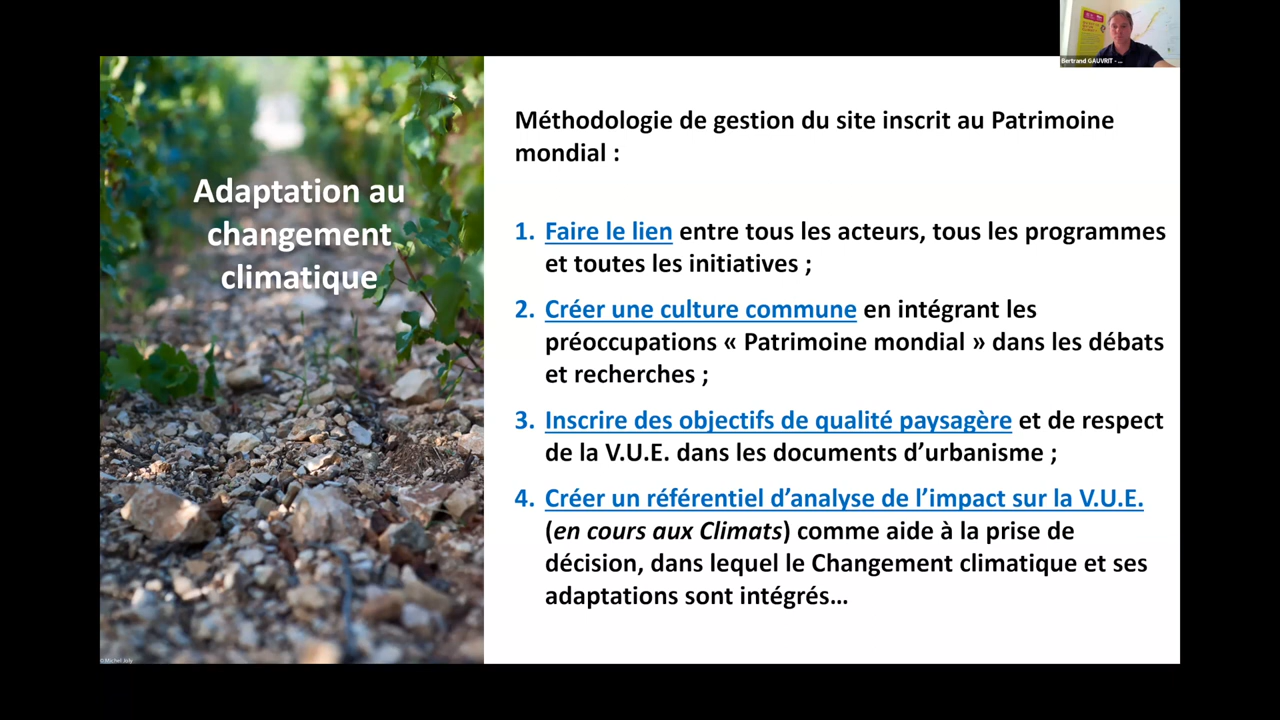 Bertrand GAUVRIT - ...
Adaptation au
changement
climatique
Méthodologie de gestion du site inscrit au Patrimoine
mondial :
1. Faire le lien entre tous les acteurs, tous les programmes
et toutes les initiatives ;
2. Créer une culture commune en intégrant les
préoccupations « Patrimoine mondial » dans les débats
et recherches ;
3. Inscrire des objectifs de qualité paysagère et de respect
de la V.U.E. dans les documents d’urbanisme ;
4. Créer un référentiel d’analyse de l’impact sur la V.U.E.
(en cours aux Climats) comme aide à la prise de
décision, dans lequel le Changement climatique et ses
adaptations sont intégrés…
© Michel Joly